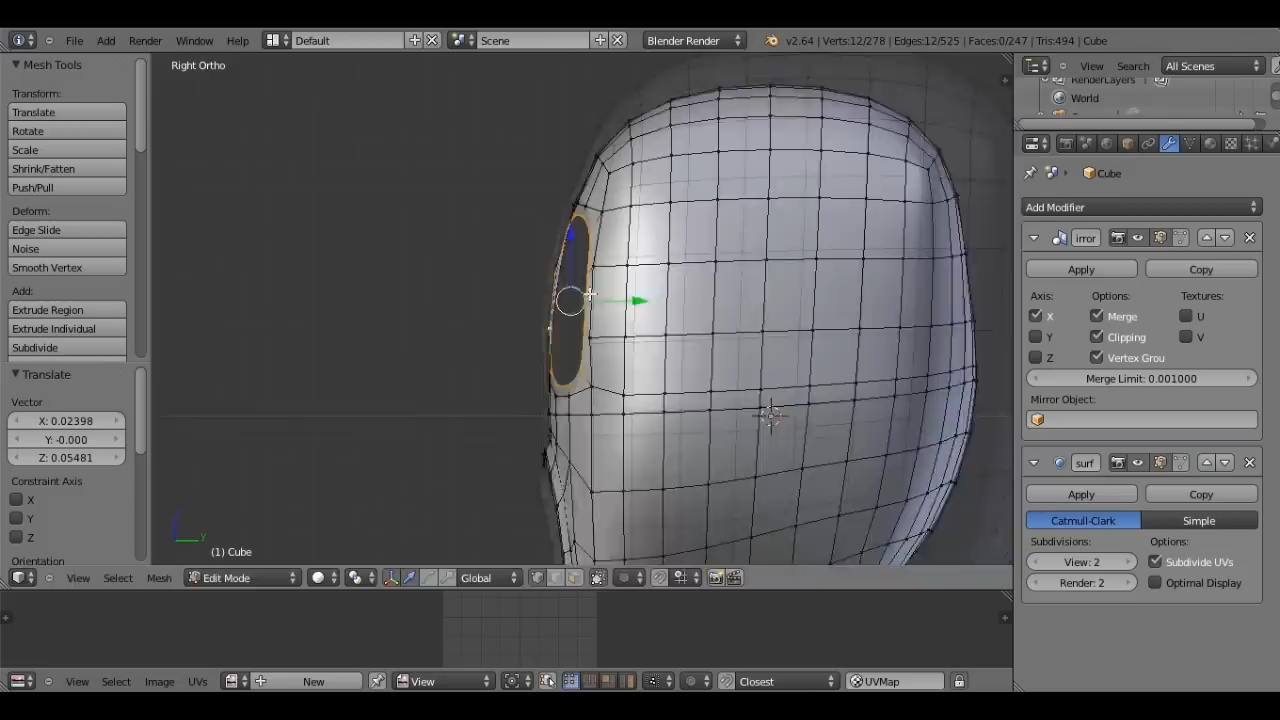 File Add Render Window Help Default Scene Blender Render v2.64 | Verts:12/278 | Edges:12/525 | Faces:0/247 | Tris:494 | Cube View Search All Scenes
RenderLayers
World
Mesh Tools
Right Ortho
Transform:
Translate
Rotate
Scale
Shrink/Fatten
Push/Pull
Deform:
Edge Slide
Noise
Smooth Vertex
Add:
Extrude Region
Extrude Individual
Subdivide
Translate
Vector
X: 0.02398
Y: -0.000
Z: 0.05481
Constraint Axis
X
Y
Z
Orientation
y
(1) Cube
View Select Mesh Edit Mode Global
View Select Image UVs New View Closest UVMap
Cube
Add Modifier
irror
Apply Copy
Axis: Options: Textures:
X Merge U
Y Clipping V
Z Vertex Grou
Merge Limit: 0.001000
Mirror Object:
surf
Apply Copy
Catmull-Clark Simple
Subdivisions: Options:
View: 2 Subdivide UVs
Render: 2 Optimal Display